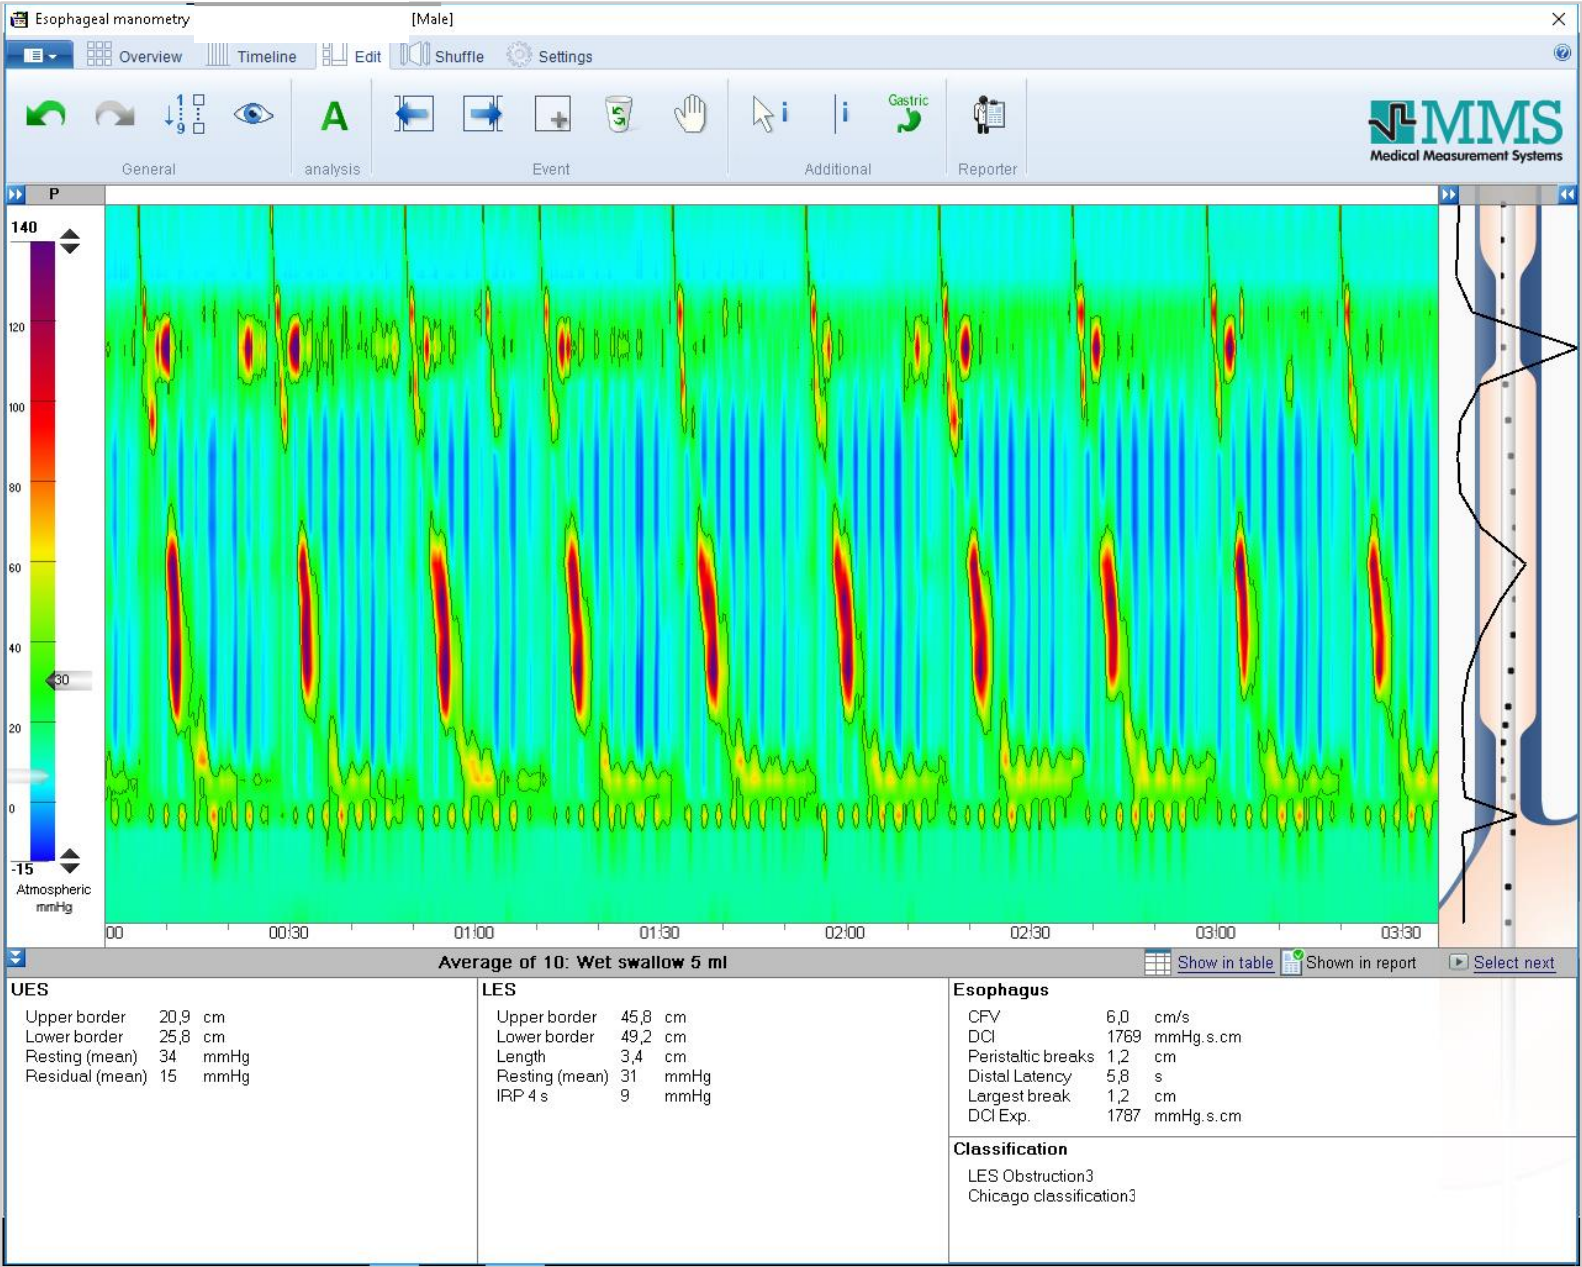 Esophageal manometry [Male]
Overview Timeline Edit Shuffle Settings
1
9
A
i
i
Gastric
General analysis Event Additional Reporter
MMS
Medical Measurement Systems
P
140
120
100
80
60
40
30
20
0
-15
Atmospheric
mmHg
00 00:30 01:00 01:30 02:00 02:30 03:00 03:30
Average of 10: Wet swallow 5 ml Show in table Shown in report Select next
UES
Upper border 20,9 cm
Lower border 25,8 cm
Resting (mean) 34 mmHg
Residual (mean) 15 mmHg
LES
Upper border 45,8 cm
Lower border 49,2 cm
Length 3,4 cm
Resting (mean) 31 mmHg
IRP 4 s 9 mmHg
Esophagus
CFV 6,0 cm/s
DCI 1769 mmHg.s.cm
Peristaltic breaks 1,2 cm
Distal Latency 5,8 s
Largest break 1,2 cm
DCI Exp. 1787 mmHg.s.cm
Classification
LES Obstruction3
Chicago classification3